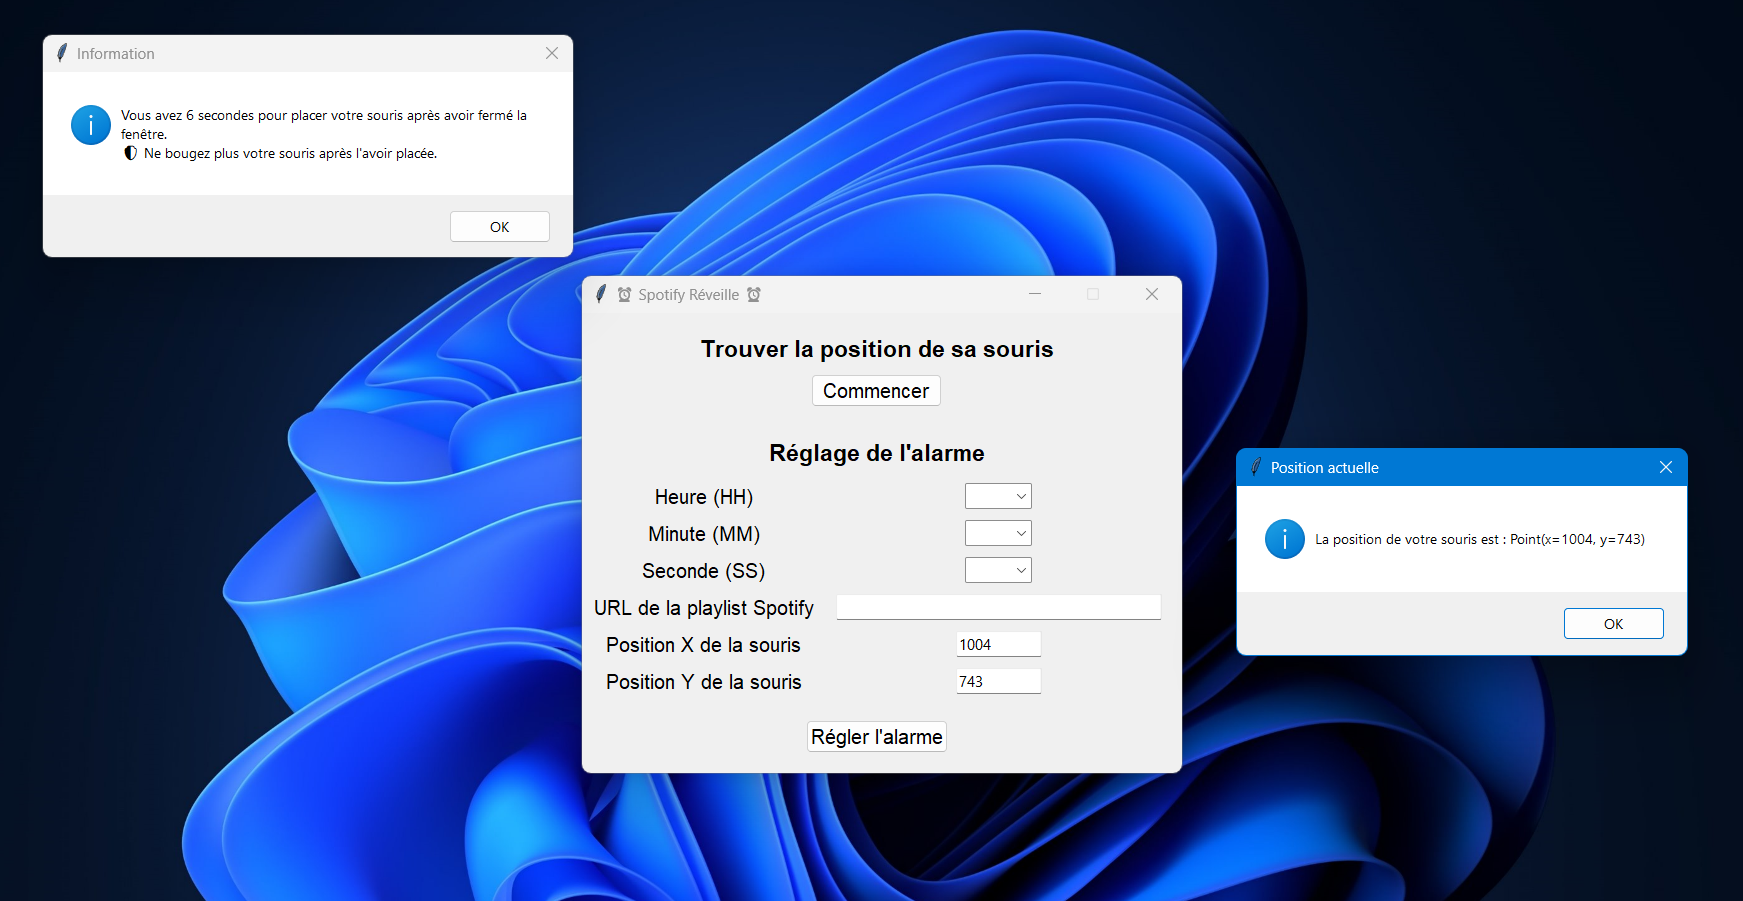 Information
Vous avez 6 secondes pour placer votre souris après avoir fermé la
fenêtre.
Ne bougez plus votre souris après l'avoir placée.
OK
Spotify Réveille
Trouver la position de sa souris
Commencer
Réglage de l'alarme
Heure (HH)
Minute (MM)
Seconde (SS)
URL de la playlist Spotify
Position X de la souris 1004
Position Y de la souris 743
Régler l'alarme
Position actuelle
La position de votre souris est : Point(x=1004, y=743)
OK